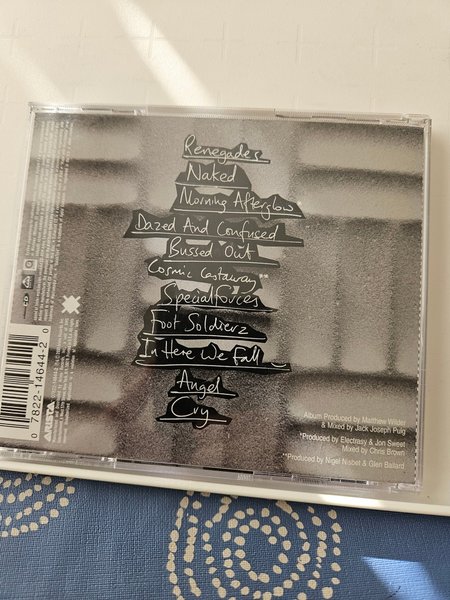 Renegades
Naked
Morning Afterglow*
Dazed And Confused
Bussed Out
Cosmic Castaway**
Special Forces
Foot Soldierz
In Here We Fall
Angel
Cry
Album Produced by Matthew Wilder
& Mixed by Jack Joseph Puig
*Produced by Electrasy & Jon Sweet
Mixed by Chris Brown
**Produced by Nigel Nisbet & Glen Ballard
0 7822-14644-2 0
ARISTA